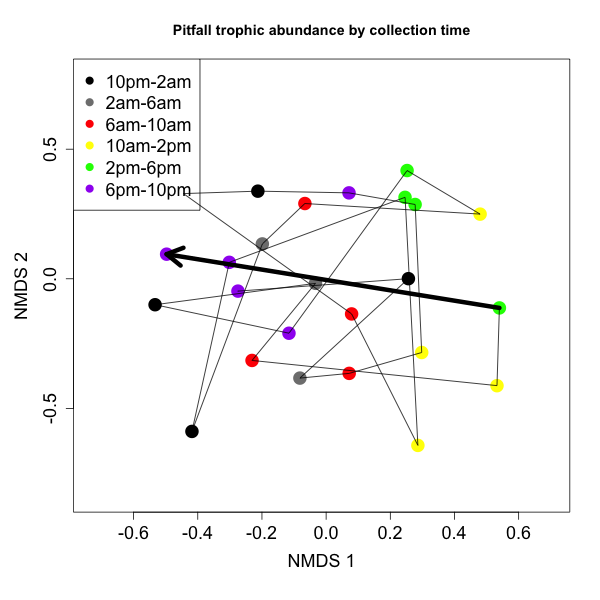 Pitfall trophic abundance by collection time
10pm-2am
2am-6am
6am-10am
10am-2pm
2pm-6pm
6pm-10pm
0.5
0.0
-0.5
NMDS 2
-0.6 -0.4 -0.2 0.0 0.2 0.4 0.6
NMDS 1